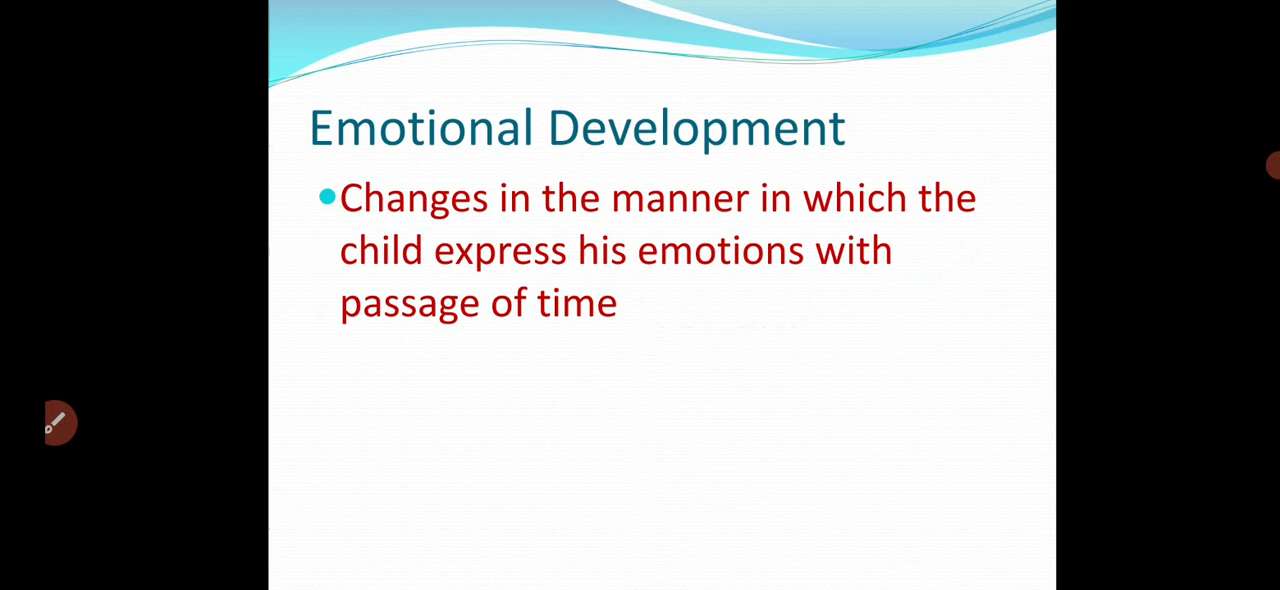 Emotional Development
Changes in the manner in which the
child express his emotions with
passage of time